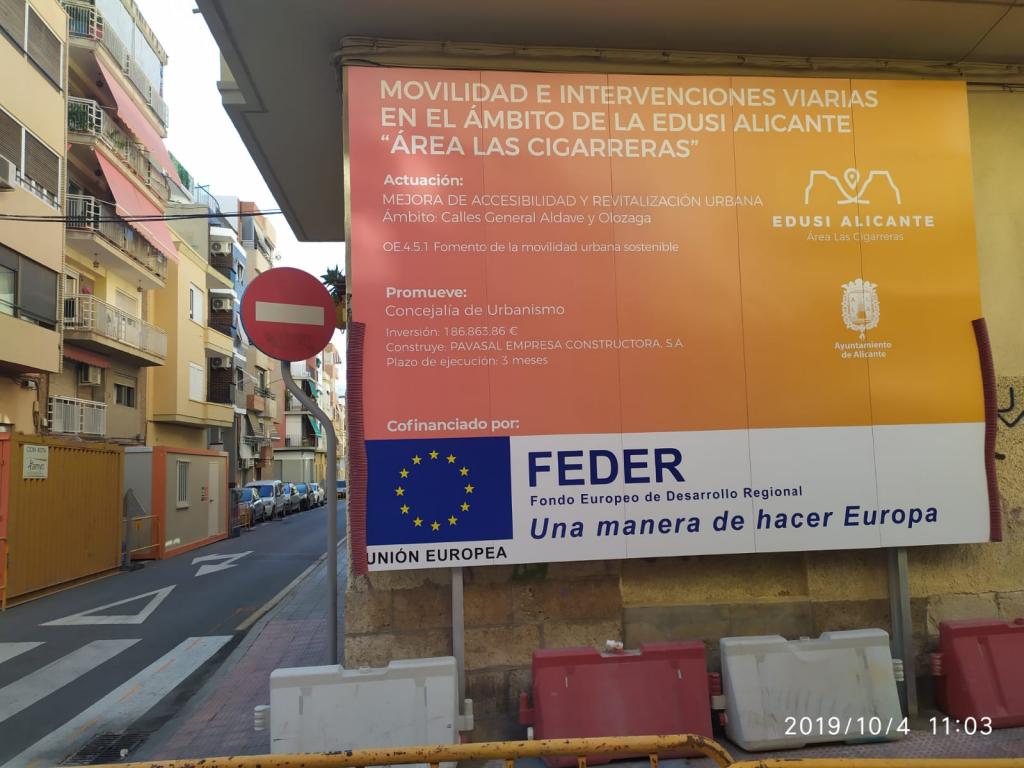 MOVILIDAD E INTERVENCIONES VIARIAS
EN EL ÁMBITO DE LA EDUSI ALICANTE
“ÁREA LAS CIGARRERAS”
Actuación:
MEJORA DE ACCESIBILIDAD Y REVITALIZACIÓN URBANA
Ámbito: Calles General Aldave y Olozaga
OE.4.5.1 Fomento de la movilidad urbana sostenible
EDUSI ALICANTE
Área Las Cigarreras
Promueve:
Concejalía de Urbanismo
Inversión: 186.863,86 €
Construye: PAVASAL EMPRESA CONSTRUCTORA, S.A.
Plazo de ejecución: 3 meses
Ayuntamiento
de Alicante
Cofinanciado por:
FEDER
Fondo Europeo de Desarrollo Regional
Una manera de hacer Europa
UNIÓN EUROPEA
2019/10/4 11:03